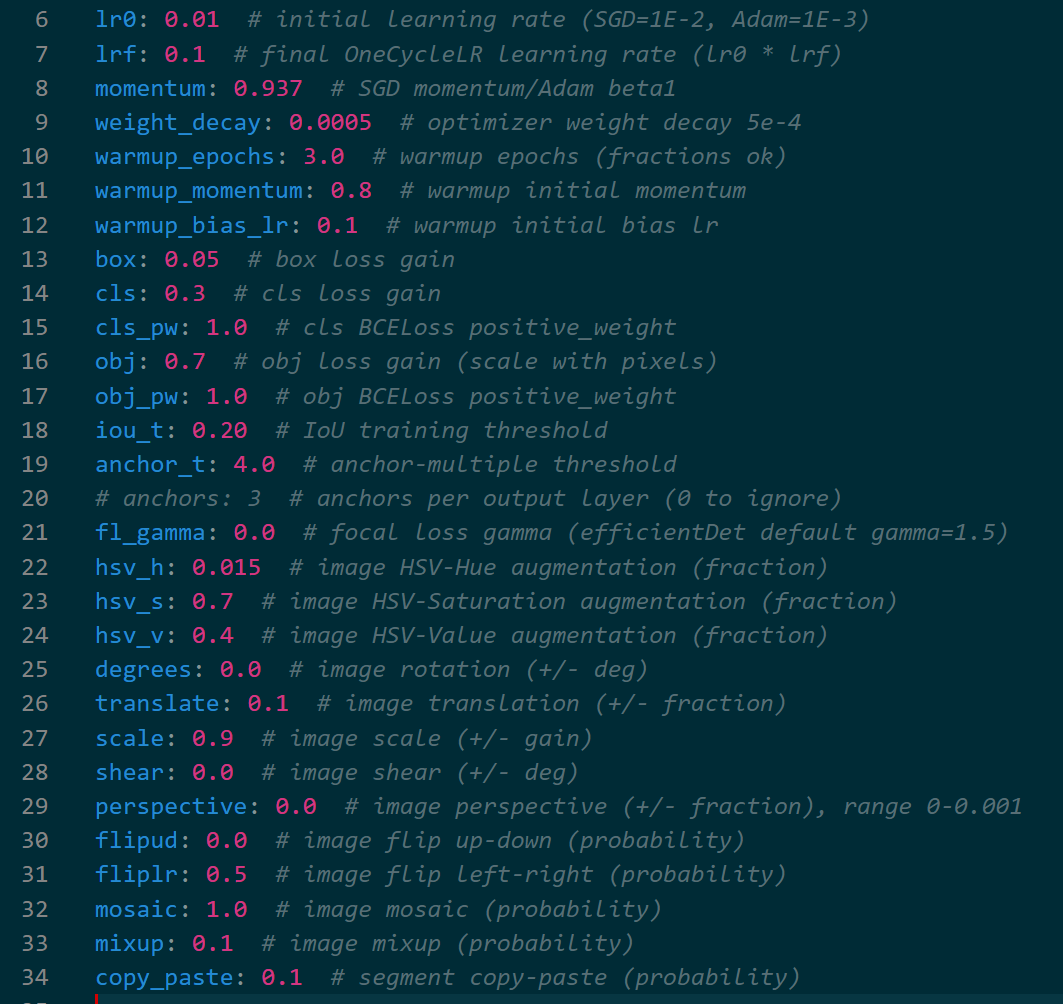 6 lr0: 0.01 # initial learning rate (SGD=1E-2, Adam=1E-3)
7 lrf: 0.1 # final OneCycleLR learning rate (lr0 * lrf)
8 momentum: 0.937 # SGD momentum/Adam beta1
9 weight_decay: 0.0005 # optimizer weight decay 5e-4
10 warmup_epochs: 3.0 # warmup epochs (fractions ok)
11 warmup_momentum: 0.8 # warmup initial momentum
12 warmup_bias_lr: 0.1 # warmup initial bias lr
13 box: 0.05 # box loss gain
14 cls: 0.3 # cls loss gain
15 cls_pw: 1.0 # cls BCELoss positive_weight
16 obj: 0.7 # obj loss gain (scale with pixels)
17 obj_pw: 1.0 # obj BCELoss positive_weight
18 iou_t: 0.20 # IoU training threshold
19 anchor_t: 4.0 # anchor-multiple threshold
20 # anchors: 3 # anchors per output layer (0 to ignore)
21 fl_gamma: 0.0 # focal loss gamma (efficientDet default gamma=1.5)
22 hsv_h: 0.015 # image HSV-Hue augmentation (fraction)
23 hsv_s: 0.7 # image HSV-Saturation augmentation (fraction)
24 hsv_v: 0.4 # image HSV-Value augmentation (fraction)
25 degrees: 0.0 # image rotation (+/- deg)
26 translate: 0.1 # image translation (+/- fraction)
27 scale: 0.9 # image scale (+/- gain)
28 shear: 0.0 # image shear (+/- deg)
29 perspective: 0.0 # image perspective (+/- fraction), range 0-0.001
30 flipud: 0.0 # image flip up-down (probability)
31 fliplr: 0.5 # image flip left-right (probability)
32 mosaic: 1.0 # image mosaic (probability)
33 mixup: 0.1 # image mixup (probability)
34 copy_paste: 0.1 # segment copy-paste (probability)